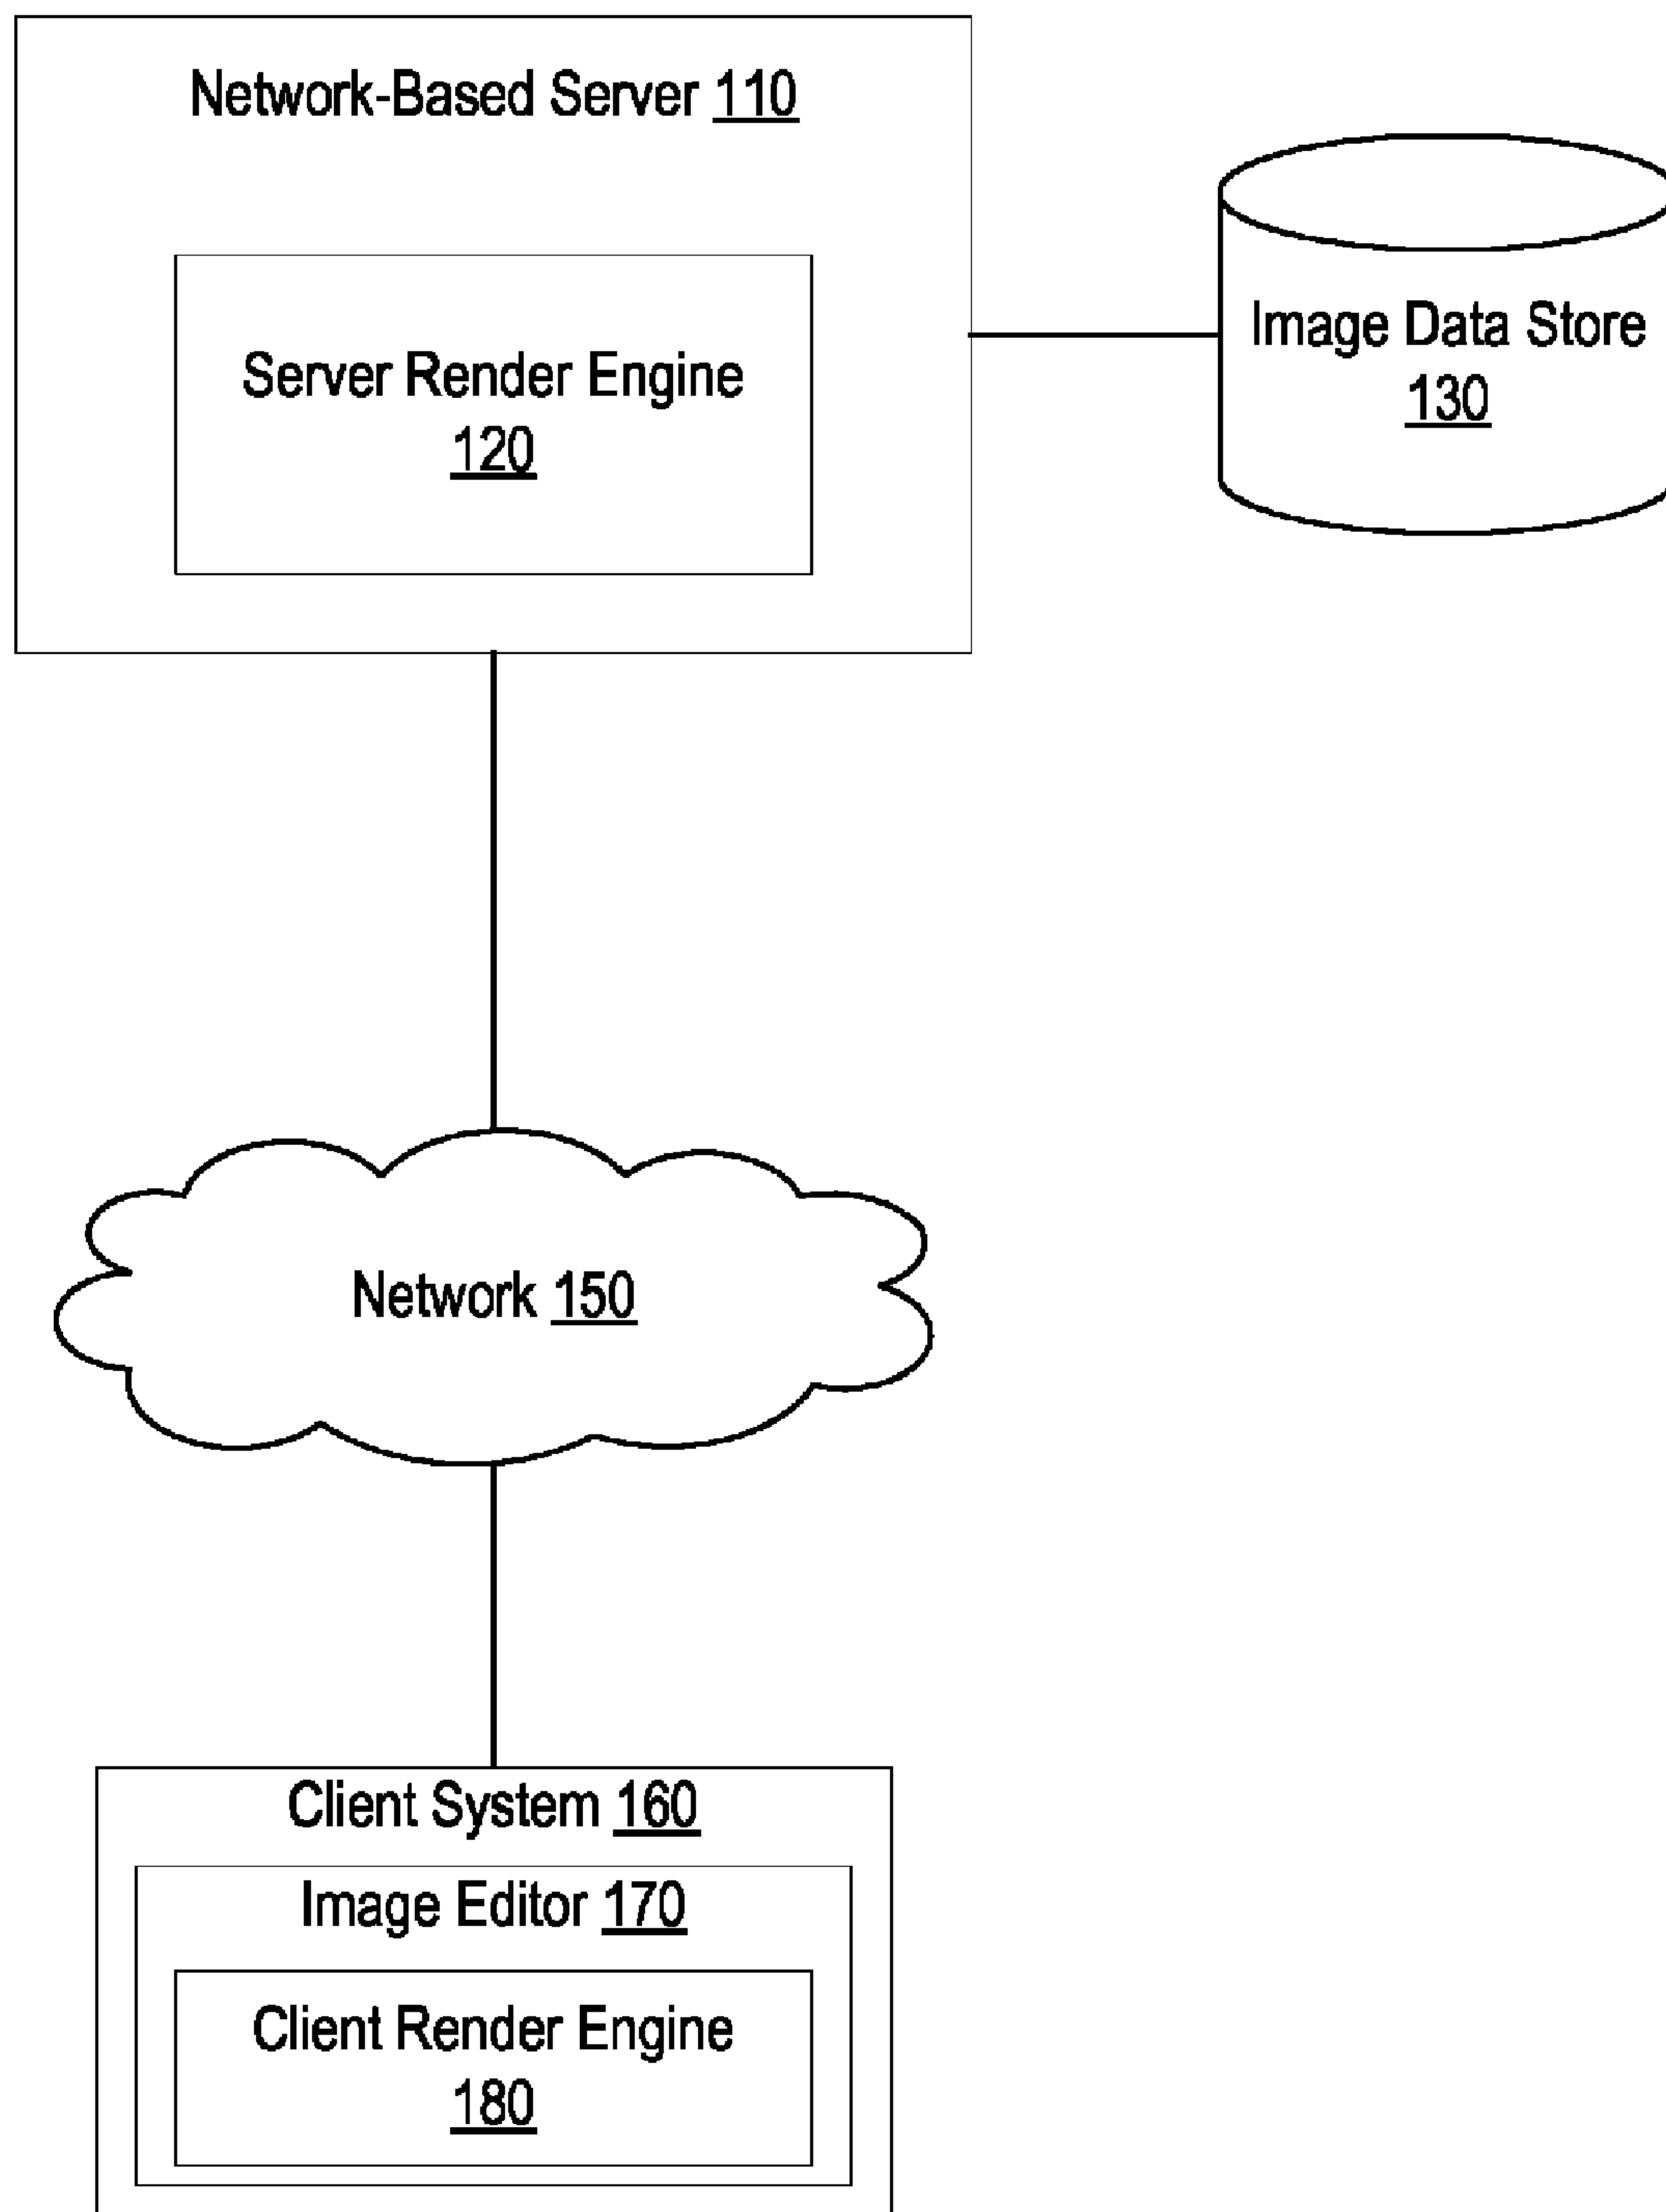 Network-Based Server 110
Server Render Engine
120
Image Data Store
130
Network 150
Client System 160
Image Editor 170
Client Render Engine
180